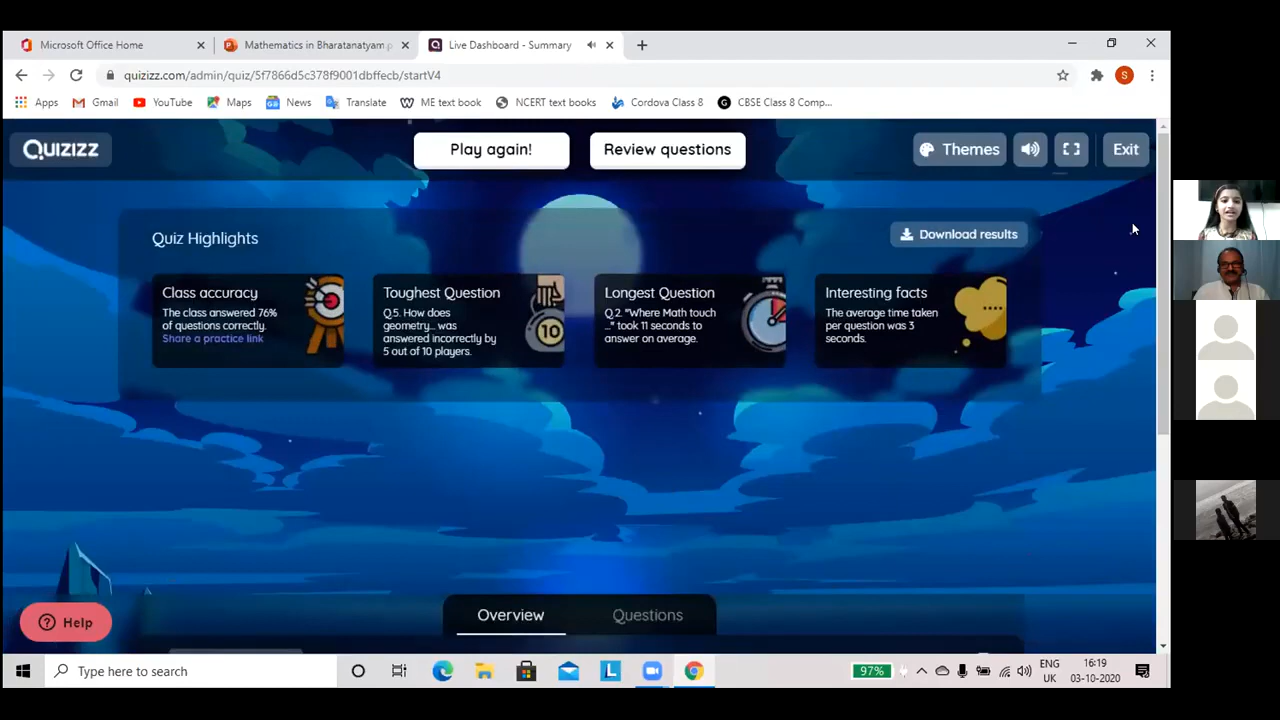 Microsoft Office Home
Mathematics in Bharatanatyam p
Live Dashboard - Summary
quizizz.com/admin/quiz/5f7866d5c378f9001dbffecb/startV4
S
Apps
Gmail
YouTube
Maps
News
Translate
ME text book
NCERT text books
Cordova Class 8
CBSE Class 8 Comp...
Quizizz
Play again!
Review questions
Themes
Exit
Quiz Highlights
Download results
Class accuracy
The class answered 76%
of questions correctly.
Share a practice link
Toughest Question
Q.5. How does
geometry... was
answered incorrectly by
5 out of 10 players.
10
Longest Question
Q.2. "Where Math touch
..." took 11 seconds to
answer on average.
Interesting facts
The average time taken
per question was 3
seconds.
Overview
Questions
Help
Type here to search
L
97%
ENG
UK
16:19
03-10-2020